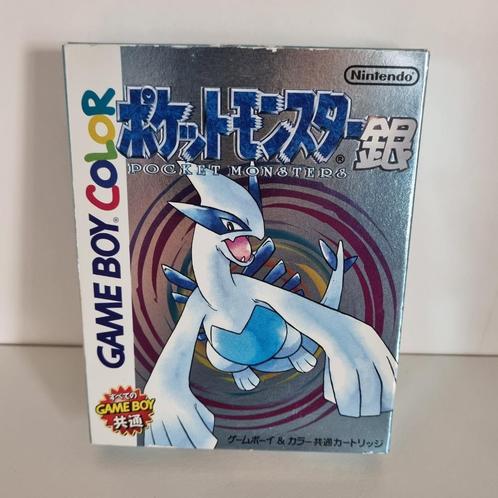 Nintendo
ポケットモンスター銀
POCKET MONSTERS
GAME BOY COLOR
すべての
GAME BOY
共通
ゲームボーイ & カラー共通カートリッジ